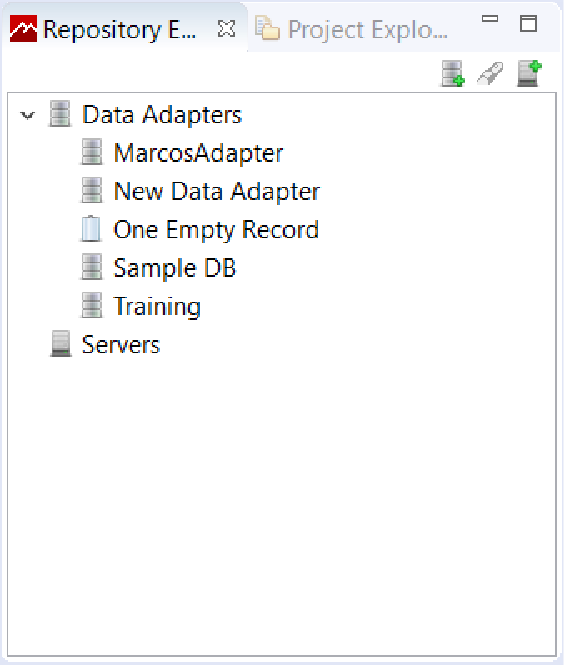 Repository E... Project Explo...
Data Adapters
MarcosAdapter
New Data Adapter
One Empty Record
Sample DB
Training
Servers